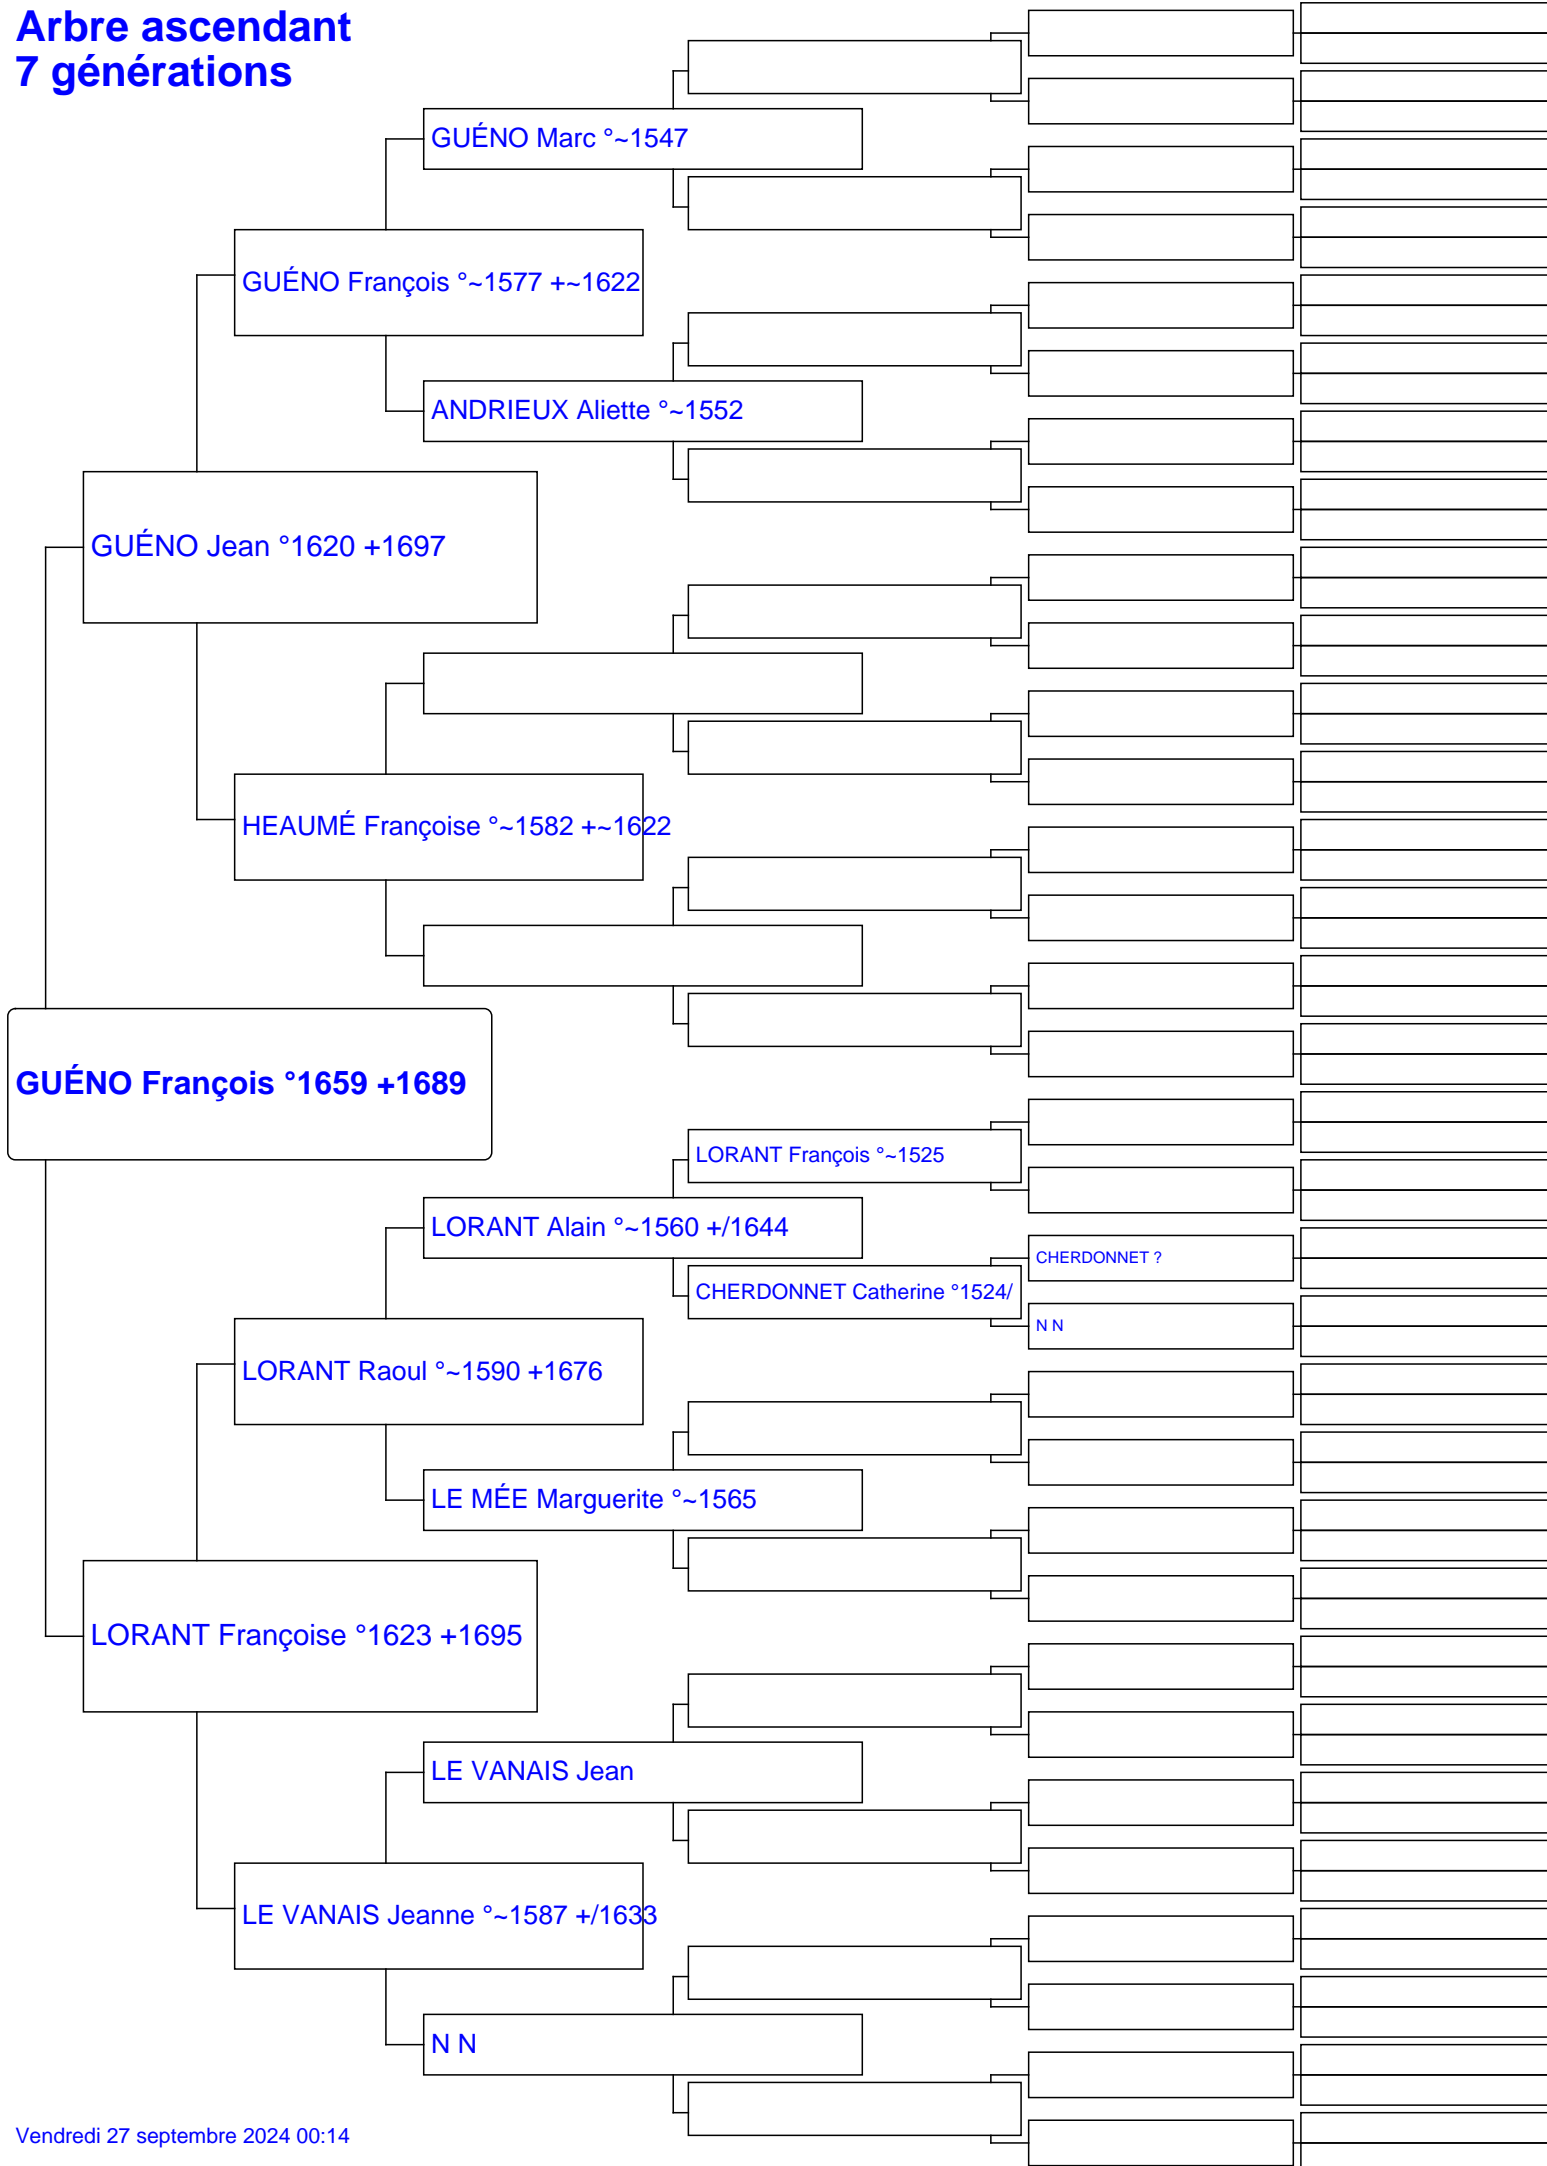 Arbre ascendant
7 générations
GUÉNO Marc °~1547
GUÉNO François °~1577 +~1622
ANDRIEUX Aliette °~1552
GUÉNO Jean °1620 +1697
HEAUMÉ Françoise °~1582 +~1622
GUÉNO François °1659 +1689
LORANT François °~1525
LORANT Alain °~1560 +/1644
CHERDONNET ?
CHERDONNET Catherine °1524/
N N
LORANT Raoul °~1590 +1676
LE MÉE Marguerite °~1565
LORANT Françoise °1623 +1695
LE VANAIS Jean
LE VANAIS Jeanne °~1587 +/1633
N N
Vendredi 27 septembre 2024 00:14